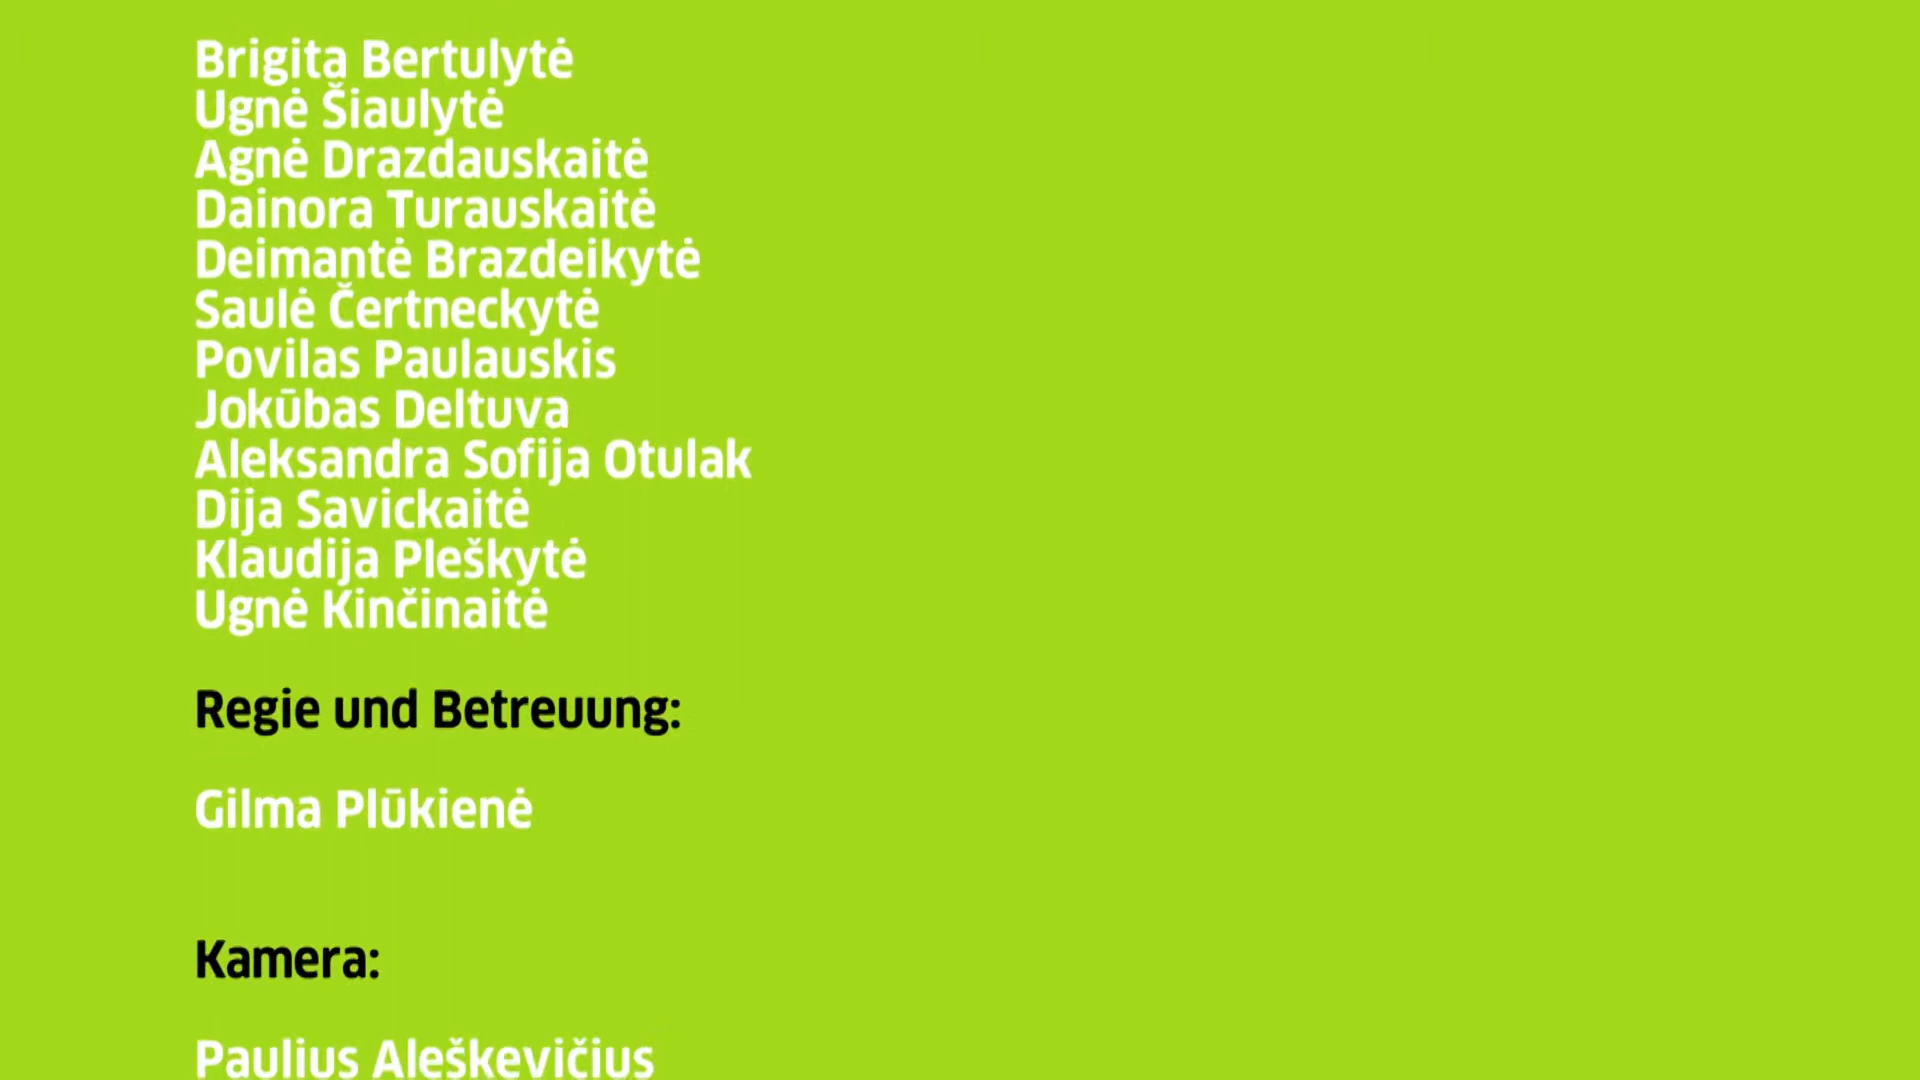 Brigita Bertulytė
Ugnė Šiaulytė
Agnė Drazdauskaitė
Dainora Turauskaitė
Deimantė Brazdeikytė
Saulė Čertneckytė
Povilas Paulauskis
Jokūbas Deltuva
Aleksandra Sofija Otulak
Dija Savickaitė
Klaudija Pleškytė
Ugnė Kinčinaitė
Regie und Betreuung:
Gilma Plūkienė
Kamera:
Paulius Aleškevičius